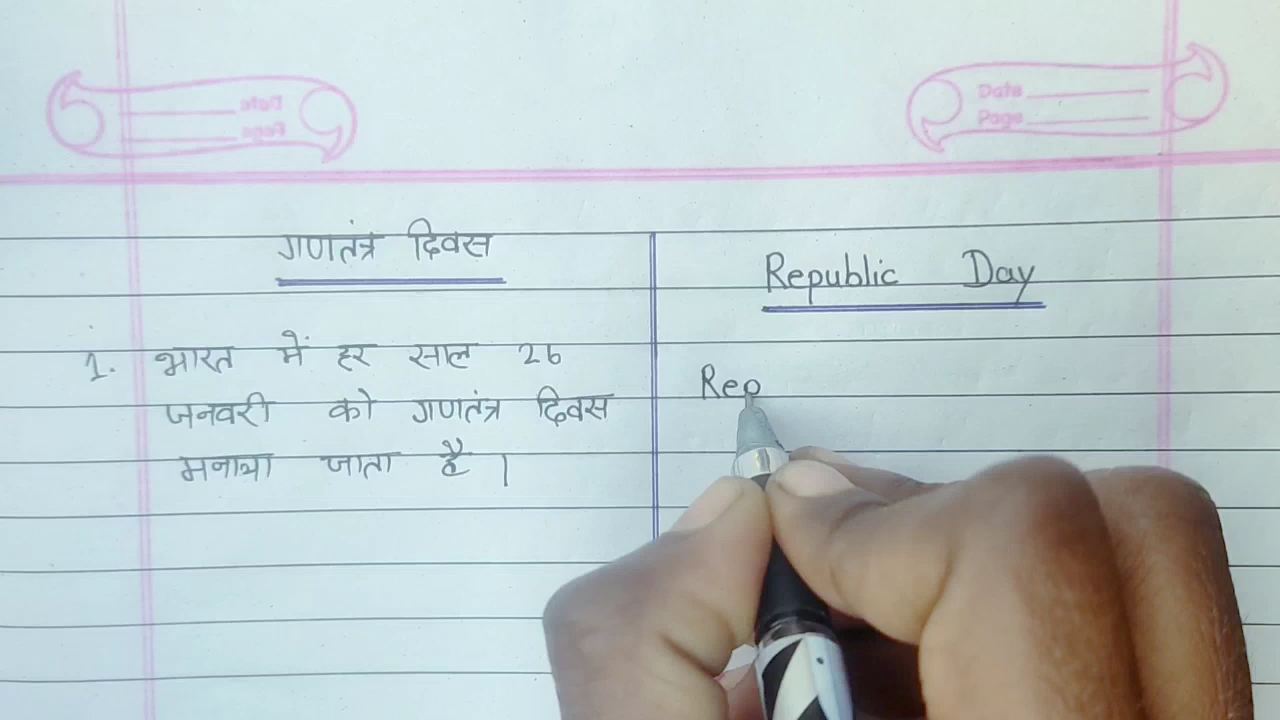 Date
Page
गणतंत्र दिवस
1. भारत में हर साल 26
जनवरी को गणतंत्र दिवस
मनाया जाता है |
Republic Day
Rep